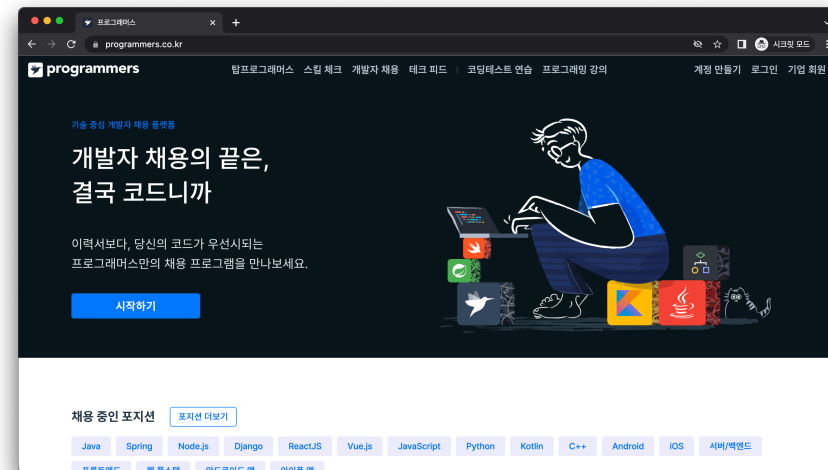 프로그래머스
programmers.co.kr
시크릿 모드
programmers
탑프로그래머스 스킬 체크 개발자 채용 테크 피드 | 코딩테스트 연습 프로그래밍 강의 계정 만들기 로그인 기업 회원
기술 중심 개발자 채용 플랫폼
개발자 채용의 끝은,
결국 코드니까
이력서보다, 당신의 코드가 우선시되는
프로그래머스만의 채용 프로그램을 만나보세요.
시작하기
채용 중인 포지션 포지션 더보기
Java Spring Node.js Django ReactJS Vue.js JavaScript Python Kotlin C++ Android iOS 서버/백엔드